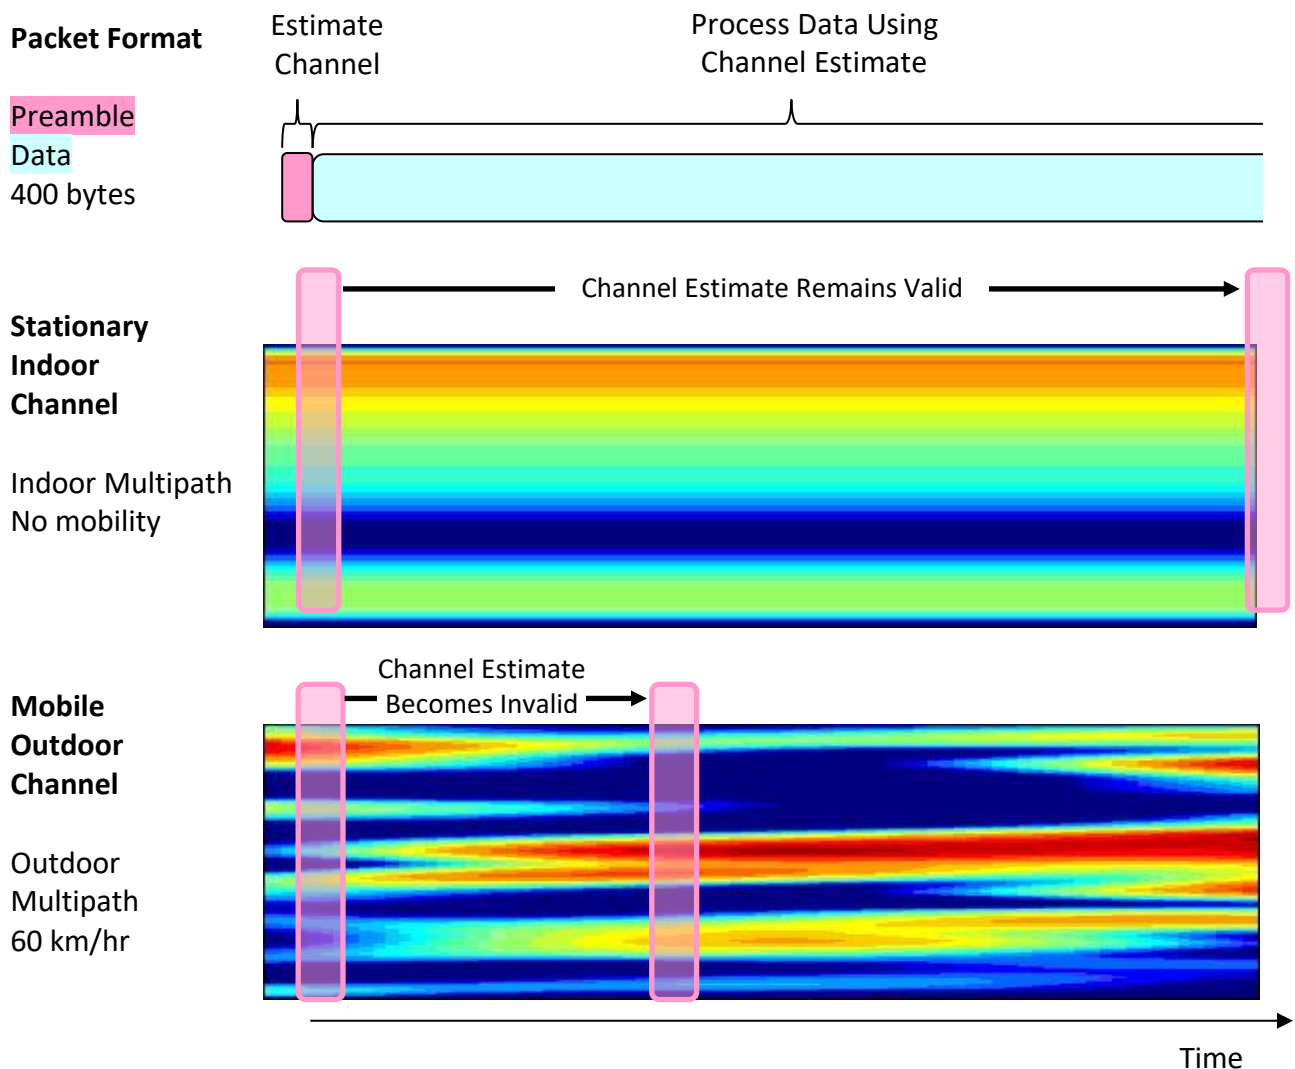 Packet Format
Estimate
Channel
Process Data Using
Channel Estimate
Preamble
Data
400 bytes
Channel Estimate Remains Valid
Stationary
Indoor
Channel
Indoor Multipath
No mobility
Channel Estimate
Becomes Invalid
Mobile
Outdoor
Channel
Outdoor
Multipath
60 km/hr
Time